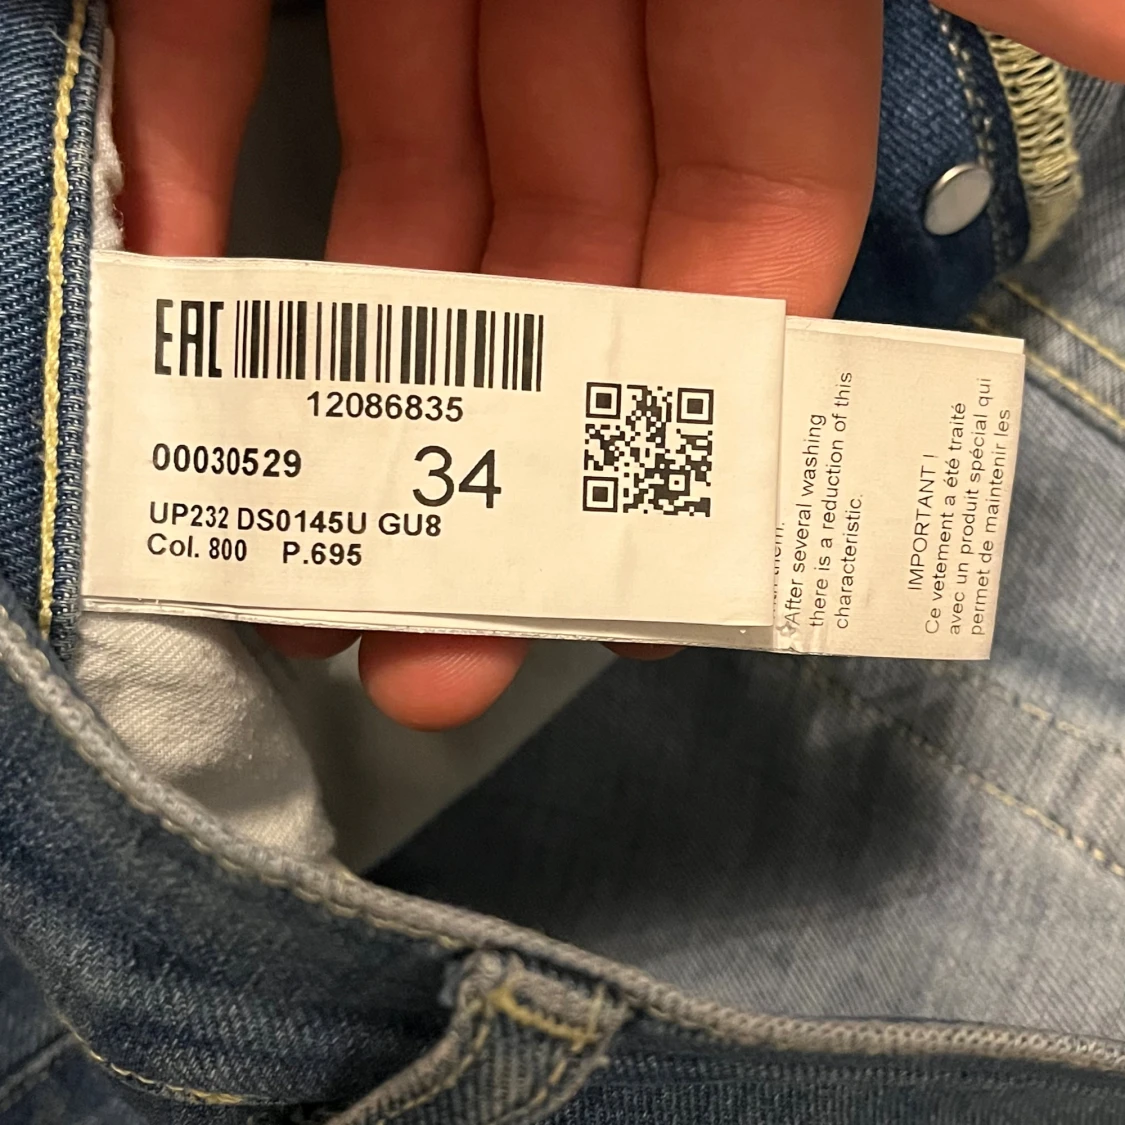 EAC
12086835
00030529
34
UP232 DS0145U GU8
Col. 800 P.695
After several washing
there is a reduction of this
characteristic.
IMPORTANT !
Ce vetement a été traité
avec un produit spécial qui
permet de maintenir les